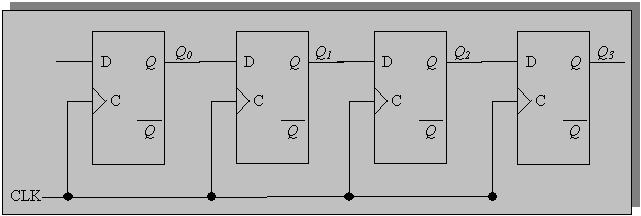 Q0 Q1 Q2 Q3
D Q D Q D Q D Q
C C C C
Q Q Q Q
CLK